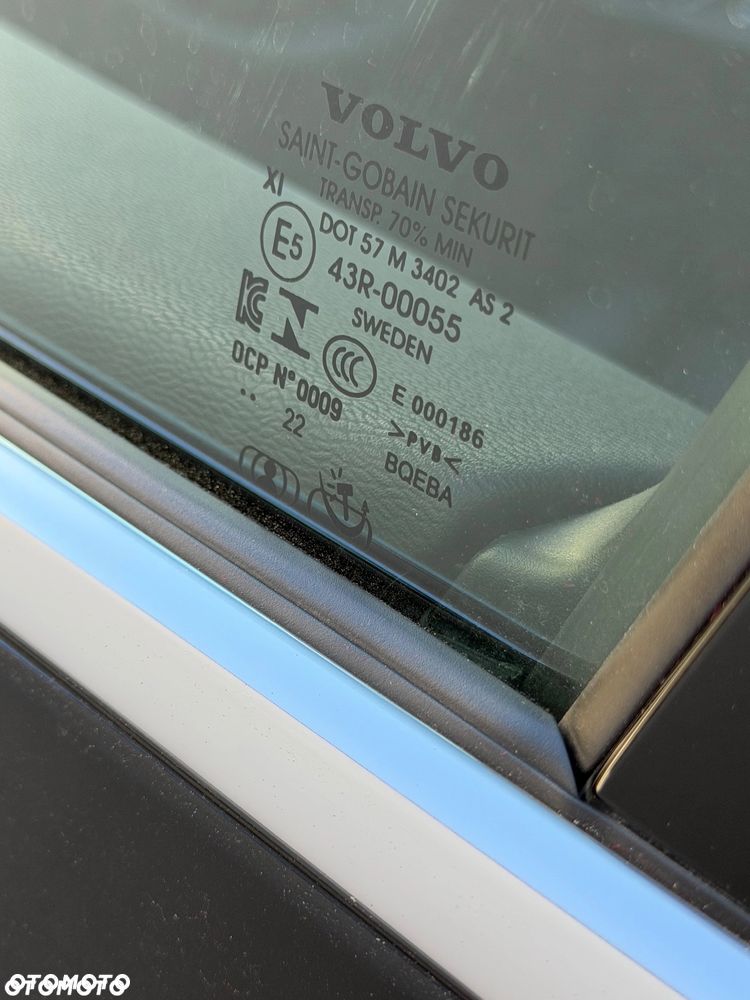 VOLVO
SAINT-GOBAIN SEKURIT
XI TRANSP. 70% MIN
E5 DOT 57 M 3402 AS 2
43R-00055
SWEDEN
E 000186
OCP Nº0009 >PVB<
.. 22 BQEBA
OTOMOTO